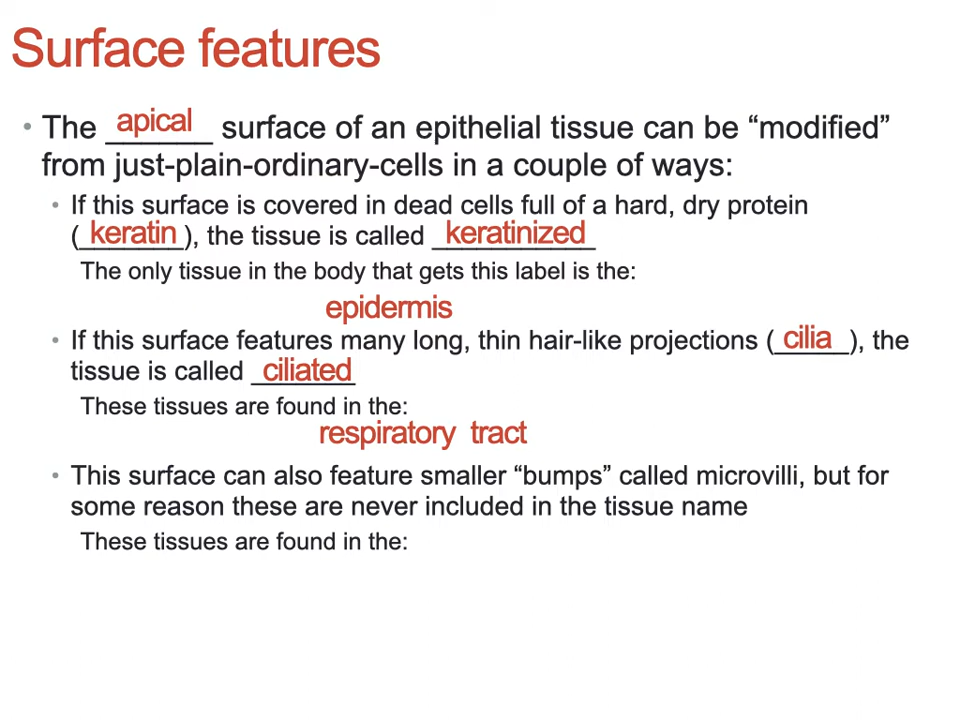 Surface features
• The apical surface of an epithelial tissue can be “modified”
from just-plain-ordinary-cells in a couple of ways:
• If this surface is covered in dead cells full of a hard, dry protein
(keratin), the tissue is called keratinized
The only tissue in the body that gets this label is the:
epidermis
• If this surface features many long, thin hair-like projections (cilia), the
tissue is called ciliated
These tissues are found in the:
respiratory tract
• This surface can also feature smaller “bumps” called microvilli, but for
some reason these are never included in the tissue name
These tissues are found in the: